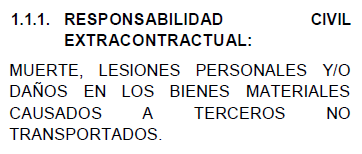 1.1.1. RESPONSABILIDAD CIVIL
EXTRACONTRACTUAL:
MUERTE, LESIONES PERSONALES Y/O
DAÑOS EN LOS BIENES MATERIALES
CAUSADOS A TERCEROS NO
TRANSPORTADOS.